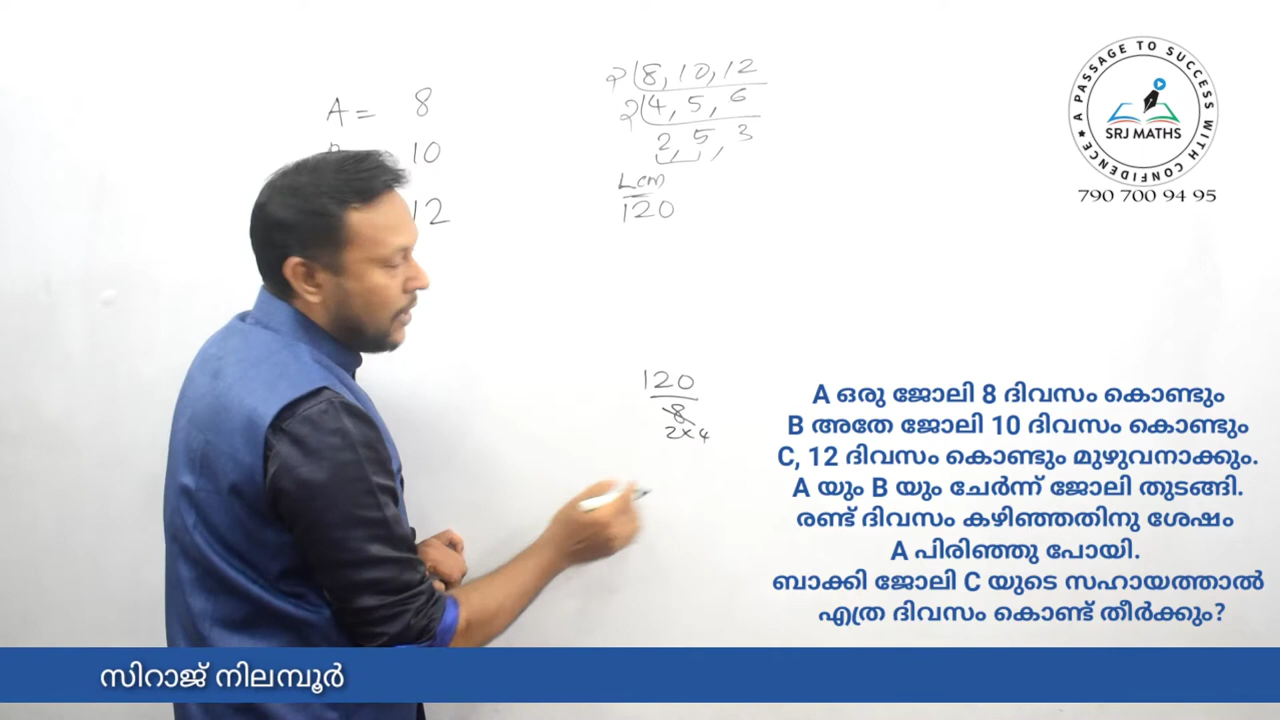 A = 8
10
12
2 8, 10, 12
2 4, 5, 6
2, 5, 3
Lcm
120
120
8
2×4
A PASSAGE TO SUCCESS WITH CONFIDENCE
SRJ MATHS
790 700 94 95
A ഒരു ജോലി 8 ദിവസം കൊണ്ടും
B അതേ ജോലി 10 ദിവസം കൊണ്ടും
C, 12 ദിവസം കൊണ്ടും മുഴുവനാക്കും.
A യും B യും ചേർന്ന് ജോലി തുടങ്ങി.
രണ്ട് ദിവസം കഴിഞ്ഞതിനു ശേഷം
A പിരിഞ്ഞു പോയി.
ബാക്കി ജോലി C യുടെ സഹായത്താൽ
എത്ര ദിവസം കൊണ്ട് തീർക്കും?
സിറാജ് നിലമ്പൂർ